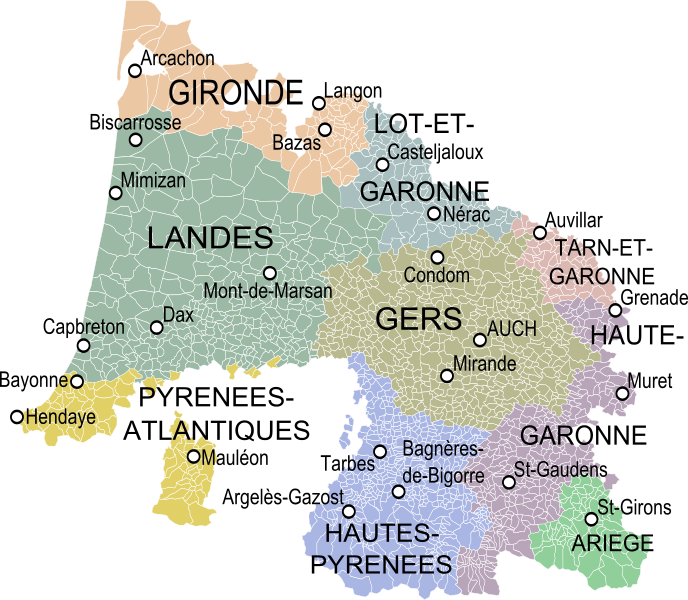 Arcachon
GIRONDE
Langon
Biscarrosse
Bazas
LOT-ET-
Casteljaloux
Mimizan
GARONNE
Nérac
Auvillar
LANDES
TARN-ET-
Condom
GARONNE
Mont-de-Marsan
Grenade
Capbreton
Dax
GERS
AUCH
HAUTE-
Mirande
Bayonne
Muret
PYRENEES-
Hendaye
ATLANTIQUES
GARONNE
Mauléon
Bagnères-
Tarbes
de-Bigorre
St-Gaudens
Argelès-Gazost
St-Girons
HAUTES-
ARIEGE
PYRENEES